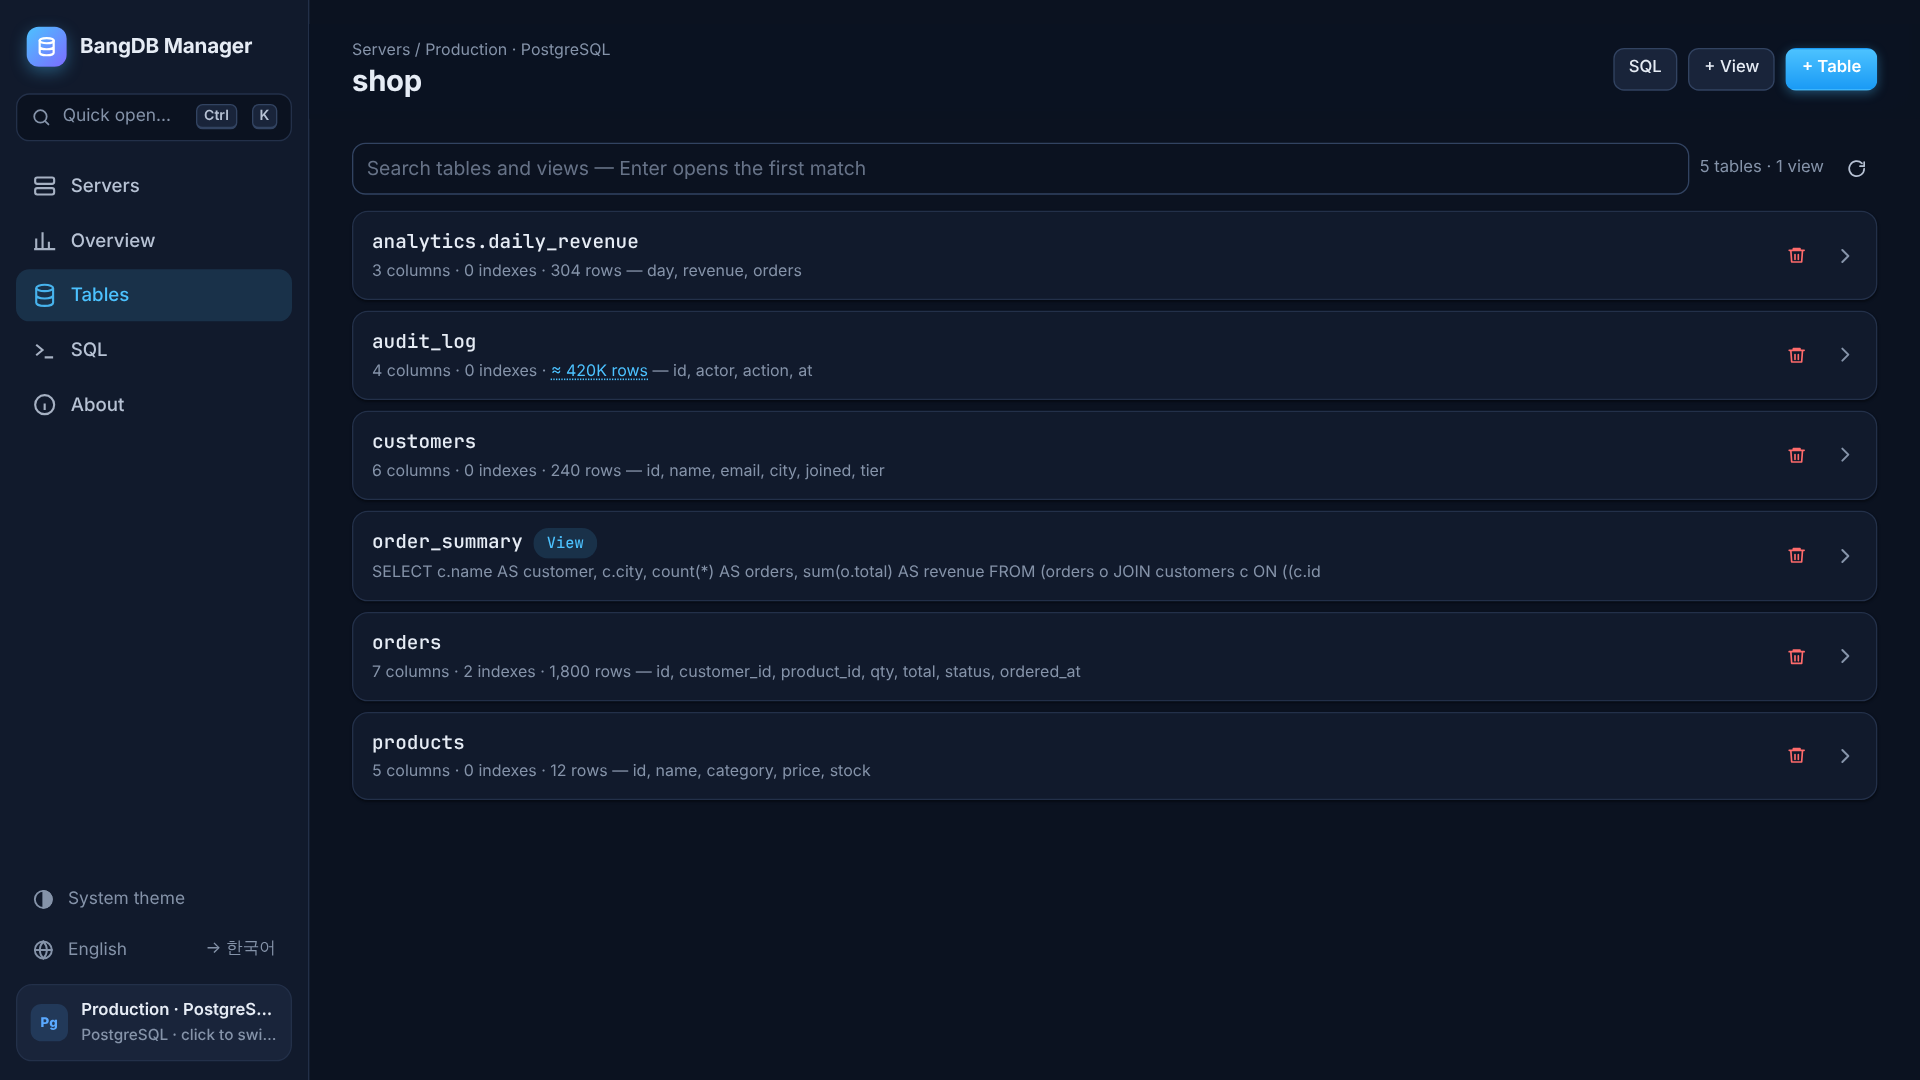 BangDB Manager
Quick open... Ctrl K
Servers
Overview
Tables
SQL
About
System theme
English → 한국어
Pg
Production · PostgreS...
PostgreSQL · click to swi...
Servers / Production · PostgreSQL
shop
SQL
+ View
+ Table
Search tables and views — Enter opens the first match
5 tables · 1 view
analytics.daily_revenue
3 columns · 0 indexes · 304 rows — day, revenue, orders
audit_log
4 columns · 0 indexes · ≈ 420K rows — id, actor, action, at
customers
6 columns · 0 indexes · 240 rows — id, name, email, city, joined, tier
order_summary View
SELECT c.name AS customer, c.city, count(*) AS orders, sum(o.total) AS revenue FROM (orders o JOIN customers c ON ((c.id
orders
7 columns · 2 indexes · 1,800 rows — id, customer_id, product_id, qty, total, status, ordered_at
products
5 columns · 0 indexes · 12 rows — id, name, category, price, stock